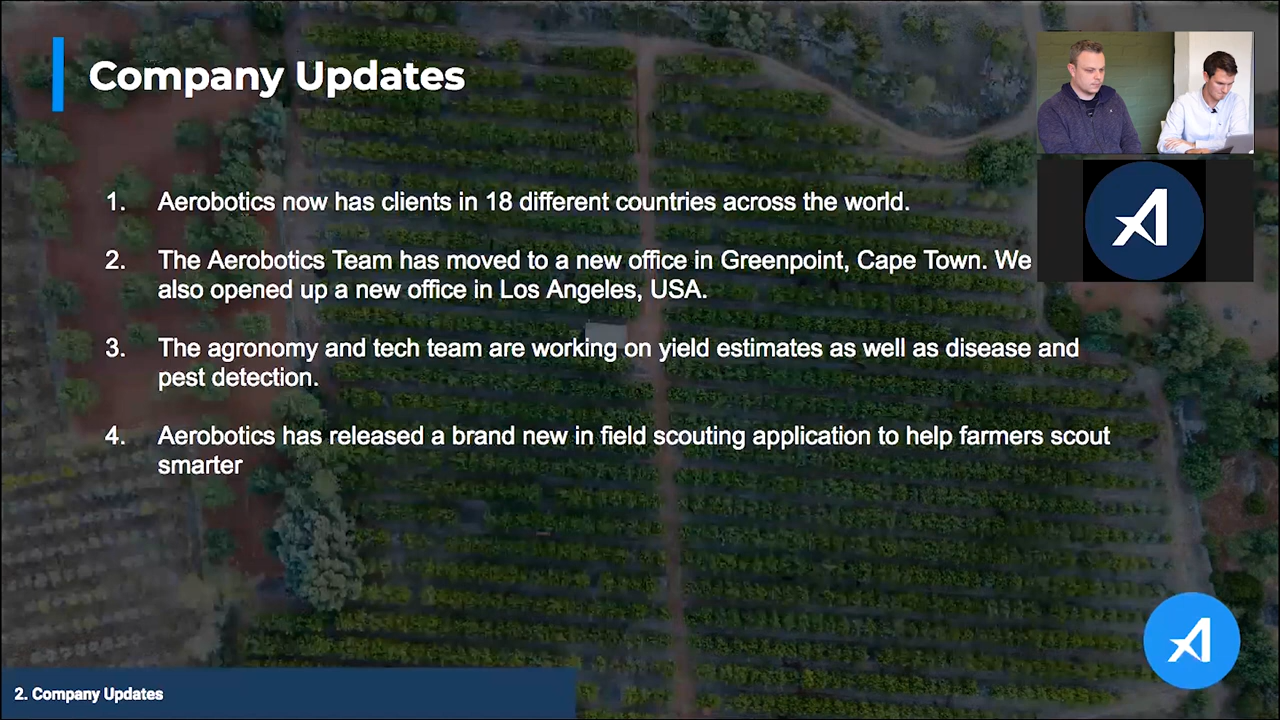 Company Updates
1. Aerobotics now has clients in 18 different countries across the world.
2. The Aerobotics Team has moved to a new office in Greenpoint, Cape Town. We
also opened up a new office in Los Angeles, USA.
3. The agronomy and tech team are working on yield estimates as well as disease and
pest detection.
4. Aerobotics has released a brand new in field scouting application to help farmers scout
smarter
2. Company Updates